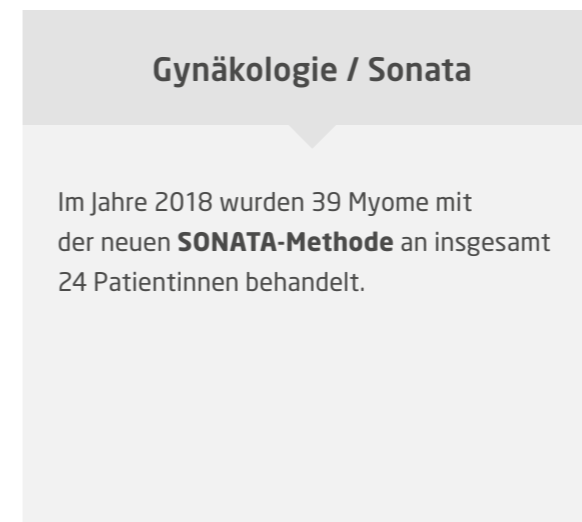 Gynäkologie / Sonata
Im Jahre 2018 wurden 39 Myome mit
der neuen SONATA-Methode an insgesamt
24 Patientinnen behandelt.